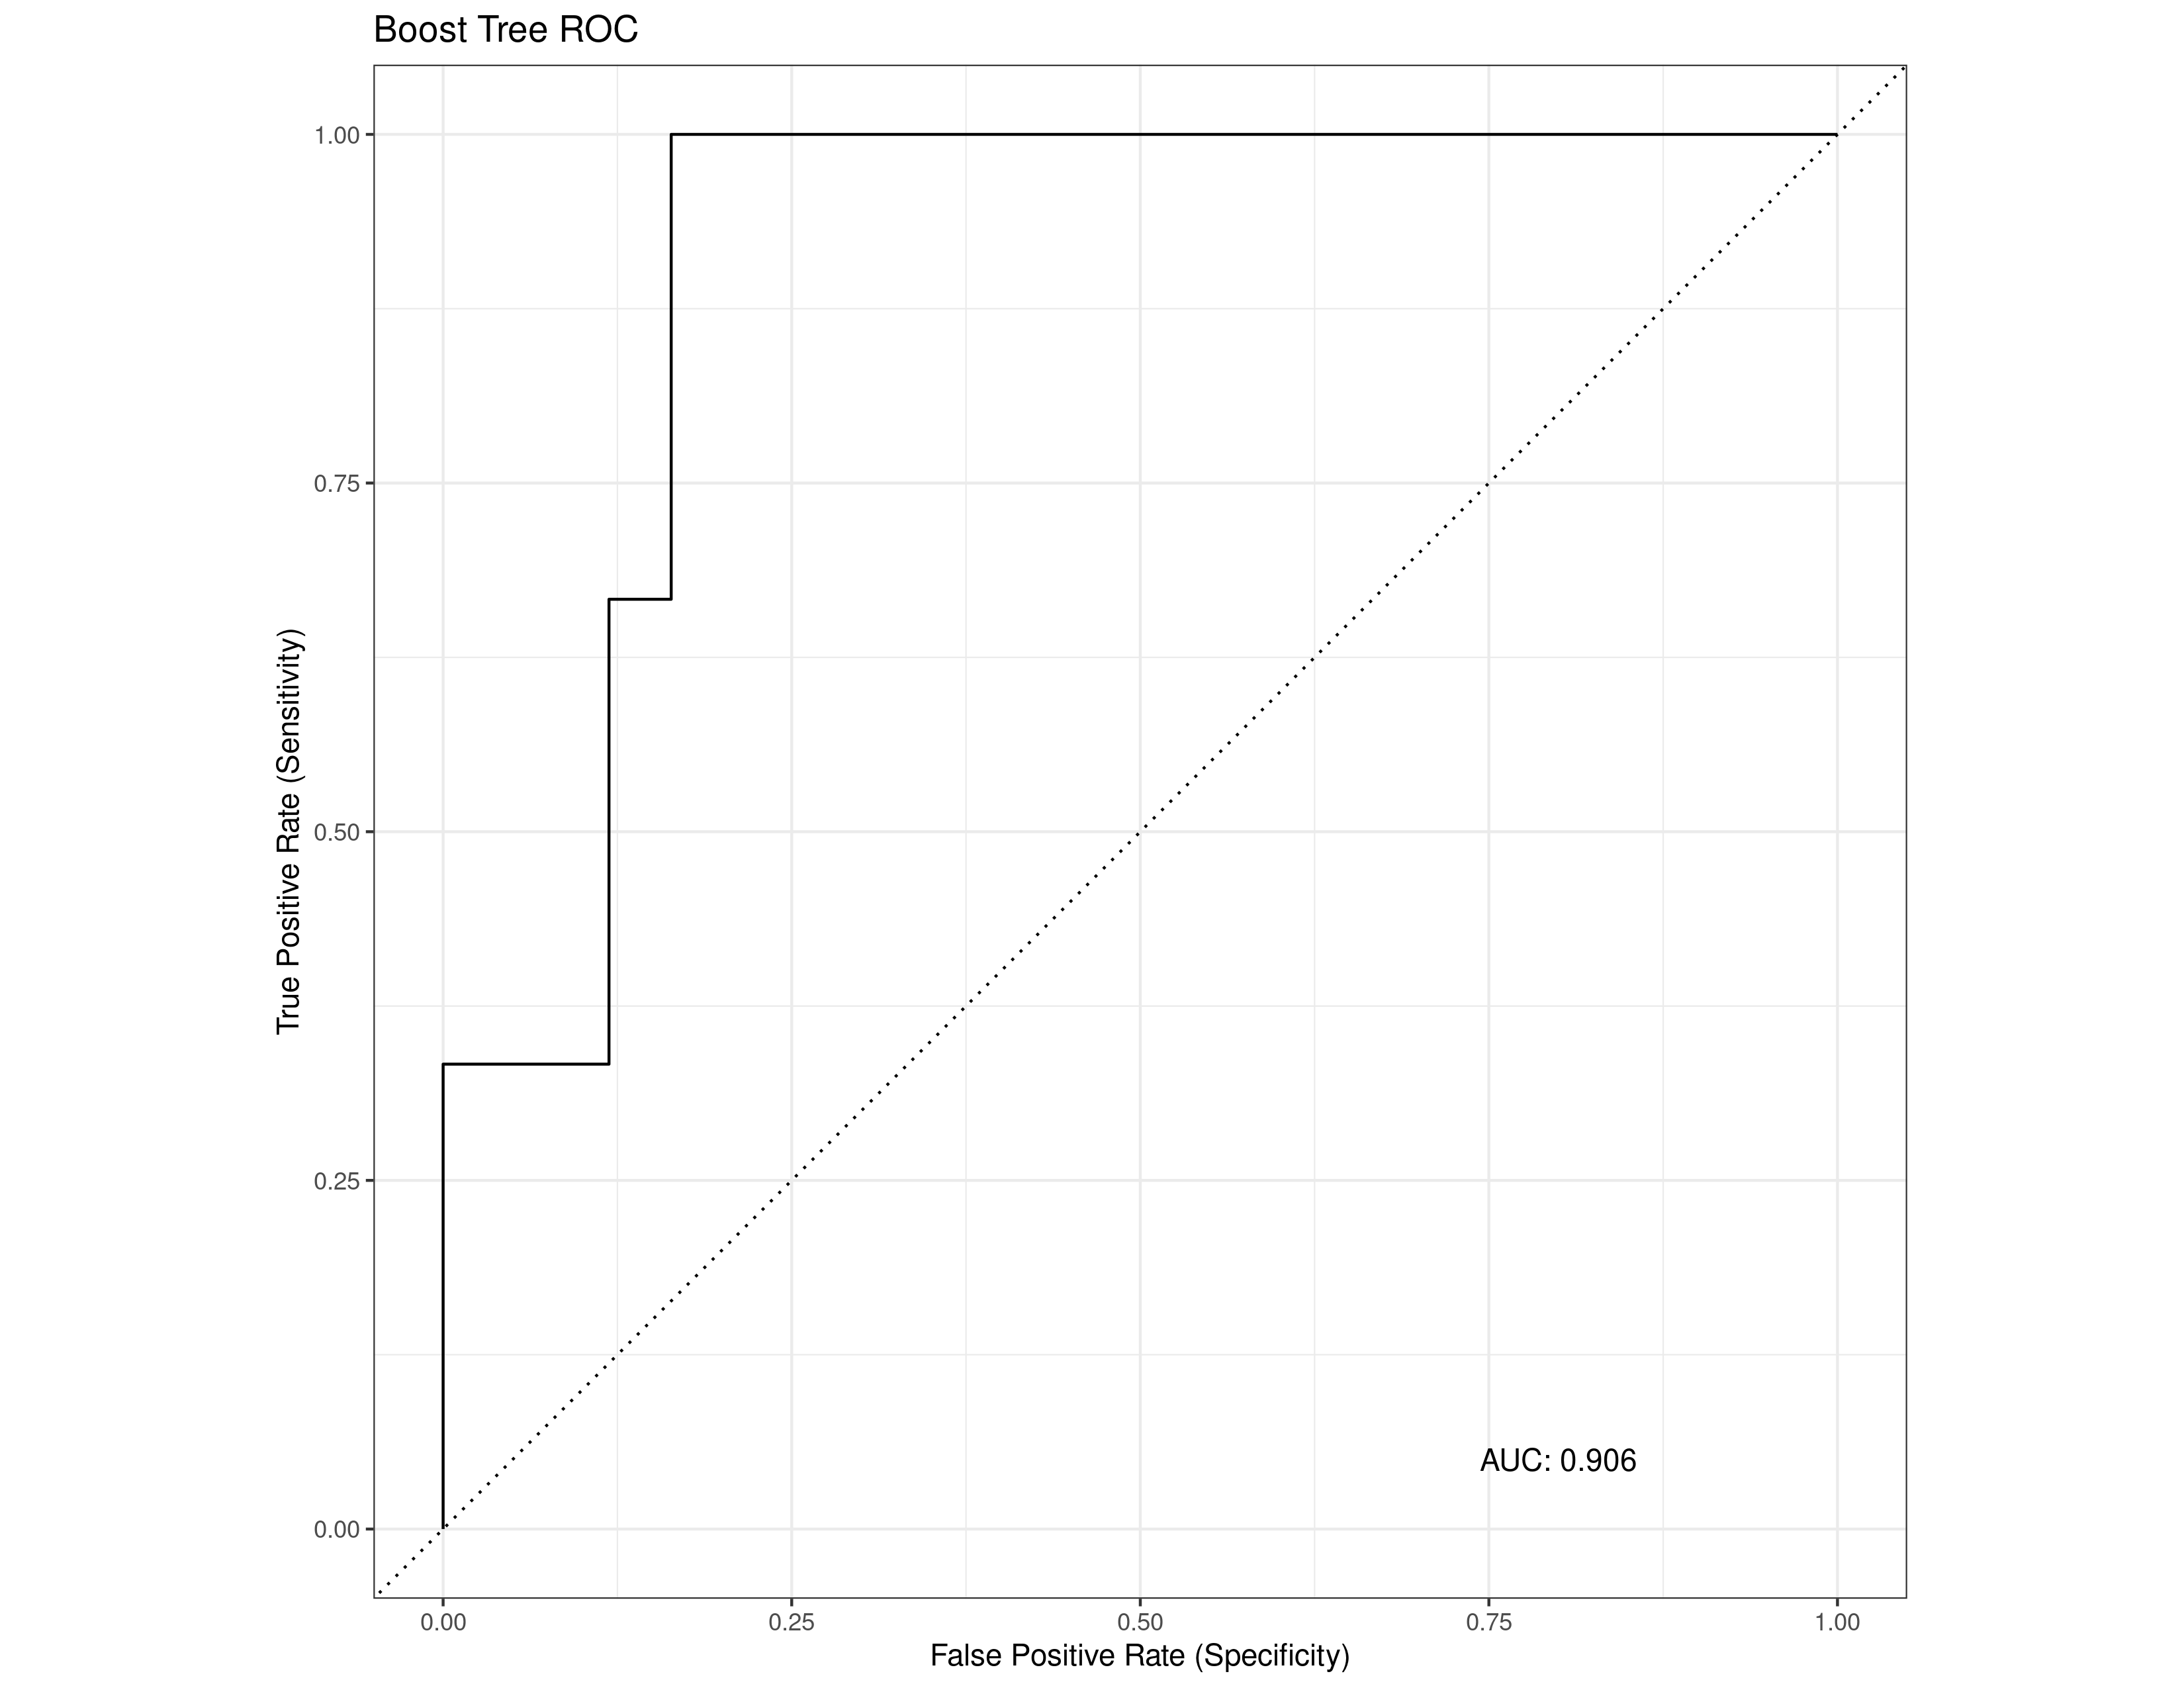 Boost Tree ROC
True Positive Rate (Sensitivity)
1.00
0.75
0.50
0.25
0.00
AUC: 0.906
0.00 0.25 0.50 0.75 1.00
False Positive Rate (Specificity)